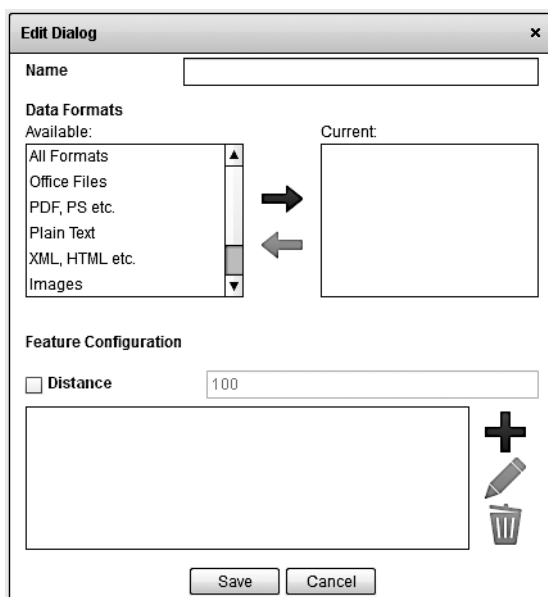 Edit Dialog
Name
Data Formats
Available:
Current:
All Formats
Office Files
PDF, PS etc.
Plain Text
XML, HTML etc.
Images
Feature Configuration
Distance
100
Save
Cancel